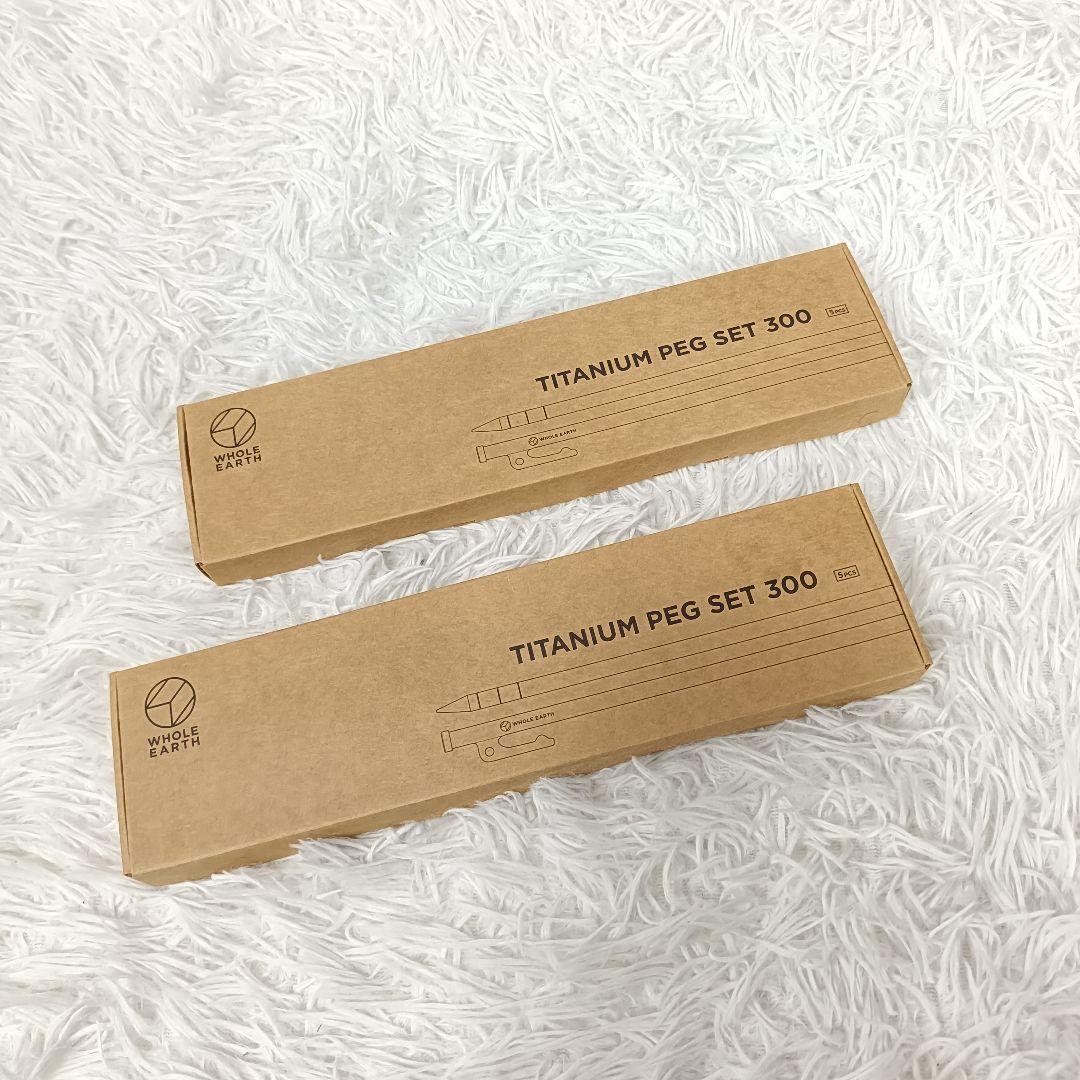 TITANIUM PEG SET 300 5PCS
WHOLE EARTH
WHOLE
EARTH
TITANIUM PEG SET 300 5PCS
WHOLE EARTH
WHOLE
EARTH